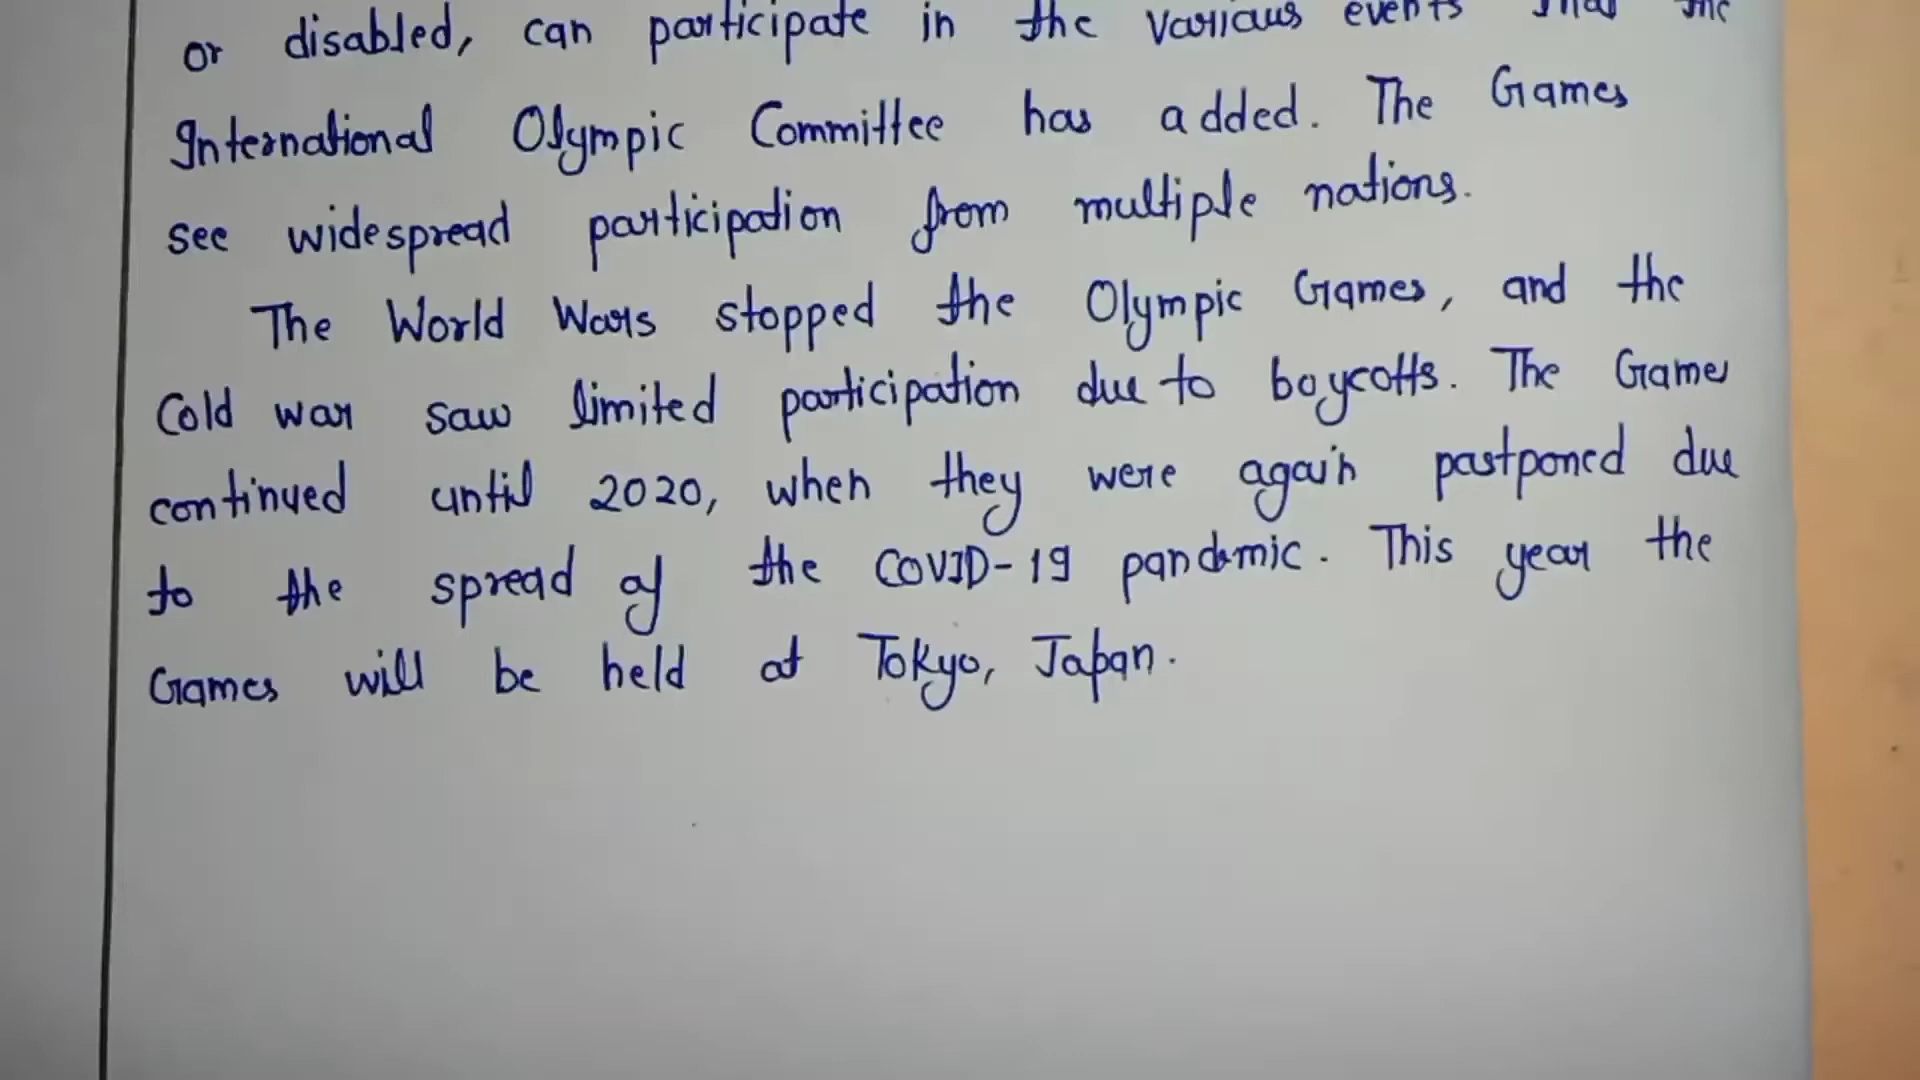 or disabled, can participate in the various events that the
International Olympic Committee has added. The Games
see widespread participation from multiple nations.
The World Wars stopped the Olympic Games, and the
Cold war saw limited participation due to boycotts. The Games
continued until 2020, when they were again postponed due
to the spread of the COVID-19 pandemic. This year the
Games will be held at Tokyo, Japan.